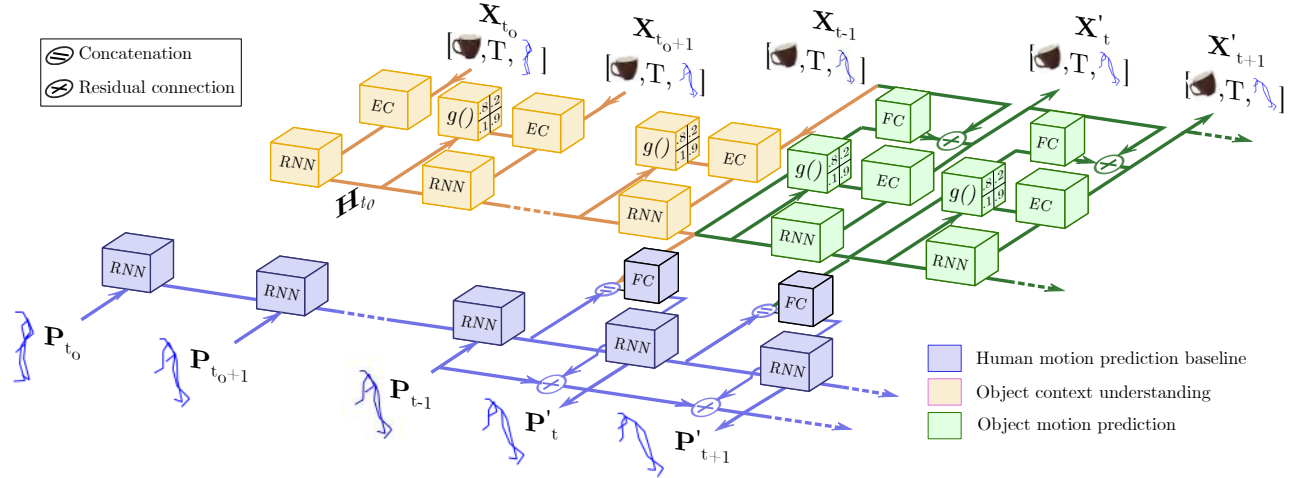 X_{t_o}
[ ,T, ]
X_{t_o+1}
[ ,T, ]
X_{t-1}
[ ,T, ]
X'_t
[ ,T, ]
X'_{t+1}
[ ,T, ]
Concatenation
Residual connection
EC
g()
.8 .2
.1 .9
EC
RNN
RNN
H_{t_0}
g()
.8 .2
.1 .9
EC
RNN
FC
g()
.8 .2
.1 .9
EC
RNN
FC
g()
.8 .2
.1 .9
EC
RNN
RNN
RNN
RNN
FC
RNN
FC
RNN
P_{t_o}
P_{t_o+1}
P_{t-1}
P'_t
P'_{t+1}
Human motion prediction baseline
Object context understanding
Object motion prediction